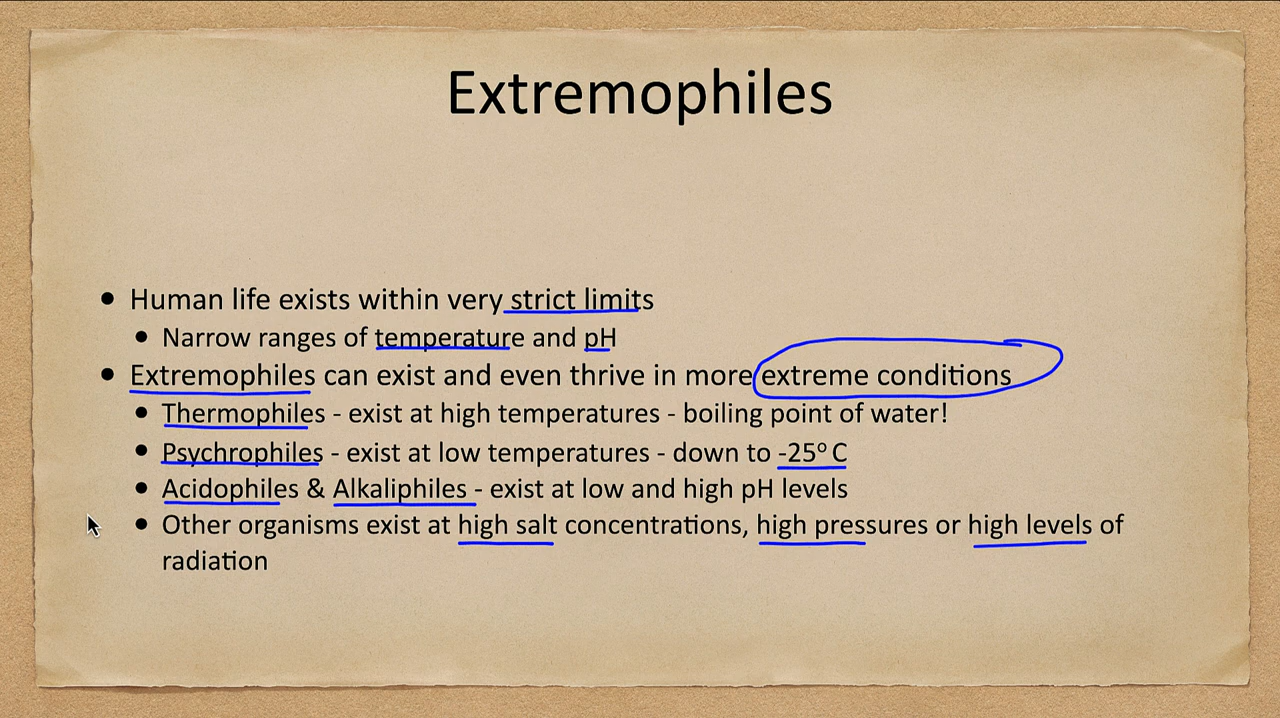 Extremophiles
• Human life exists within very strict limits
• Narrow ranges of temperature and pH
• Extremophiles can exist and even thrive in more extreme conditions
• Thermophiles - exist at high temperatures - boiling point of water!
• Psychrophiles - exist at low temperatures - down to -25º C
• Acidophiles & Alkaliphiles - exist at low and high pH levels
• Other organisms exist at high salt concentrations, high pressures or high levels of
radiation